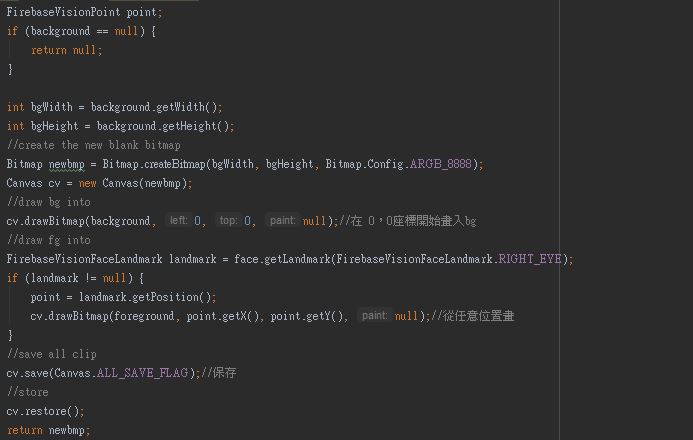 FirebaseVisionPoint point;
if (background == null) {
return null;
}
int bgWidth = background.getWidth();
int bgHeight = background.getHeight();
//create the new blank bitmap
Bitmap newbmp = Bitmap.createBitmap(bgWidth, bgHeight, Bitmap.Config.ARGB_8888);
Canvas cv = new Canvas(newbmp);
//draw bg into
cv.drawBitmap(background, left: 0, top: 0, paint: null);//在 0，0座標開始畫入bg
//draw fg into
FirebaseVisionFaceLandmark landmark = face.getLandmark(FirebaseVisionFaceLandmark.RIGHT_EYE);
if (landmark != null) {
point = landmark.getPosition();
cv.drawBitmap(foreground, point.getX(), point.getY(), paint: null);//從任意位置畫
}
//save all clip
cv.save(Canvas.ALL_SAVE_FLAG);//保存
//store
cv.restore();
return newbmp;